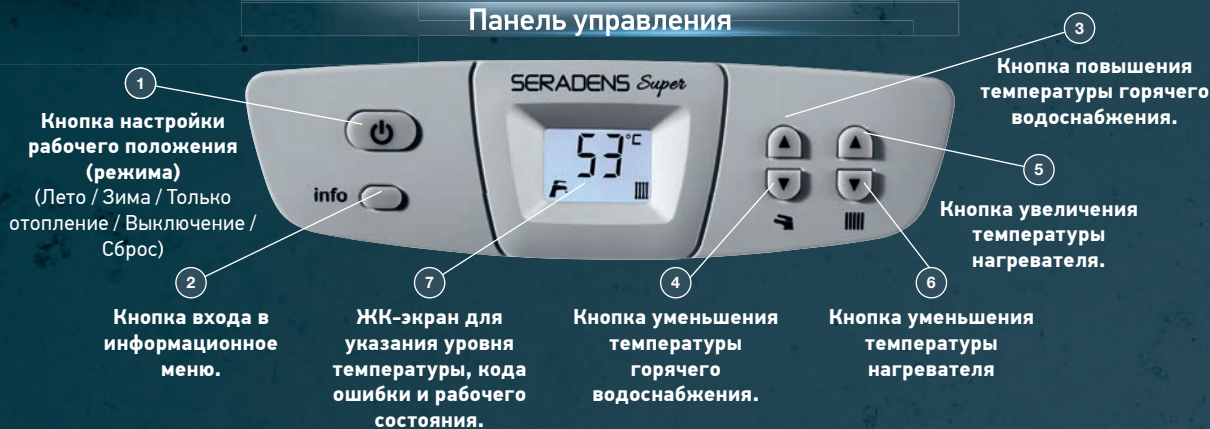 Панель управления
1
Кнопка настройки
рабочего положения
(режима)
(Лето / Зима / Только
отопление / Выключение /
Сброс)
SERADENS Super
53°C
info
3
Кнопка повышения
температуры горячего
водоснабжения.
5
Кнопка увеличения
температуры
нагревателя.
2
Кнопка входа в
информационное
меню.
7
ЖК-экран для
указания уровня
температуры, кода
ошибки и рабочего
состояния.
4
Кнопка уменьшения
температуры
горячего
водоснабжения.
6
Кнопка уменьшения
температуры
нагревателя